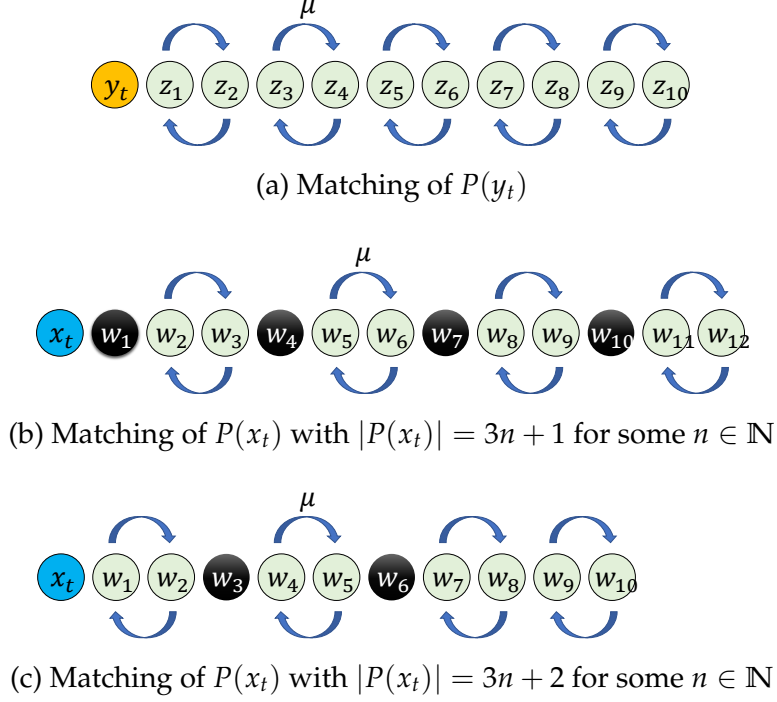 μ
y_t z_1 z_2 z_3 z_4 z_5 z_6 z_7 z_8 z_9 z_10
(a) Matching of P(y_t)
μ
x_t w_1 w_2 w_3 w_4 w_5 w_6 w_7 w_8 w_9 w_10 w_11 w_12
(b) Matching of P(x_t) with |P(x_t)| = 3n + 1 for some n ∈ ℕ
μ
x_t w_1 w_2 w_3 w_4 w_5 w_6 w_7 w_8 w_9 w_10
(c) Matching of P(x_t) with |P(x_t)| = 3n + 2 for some n ∈ ℕ